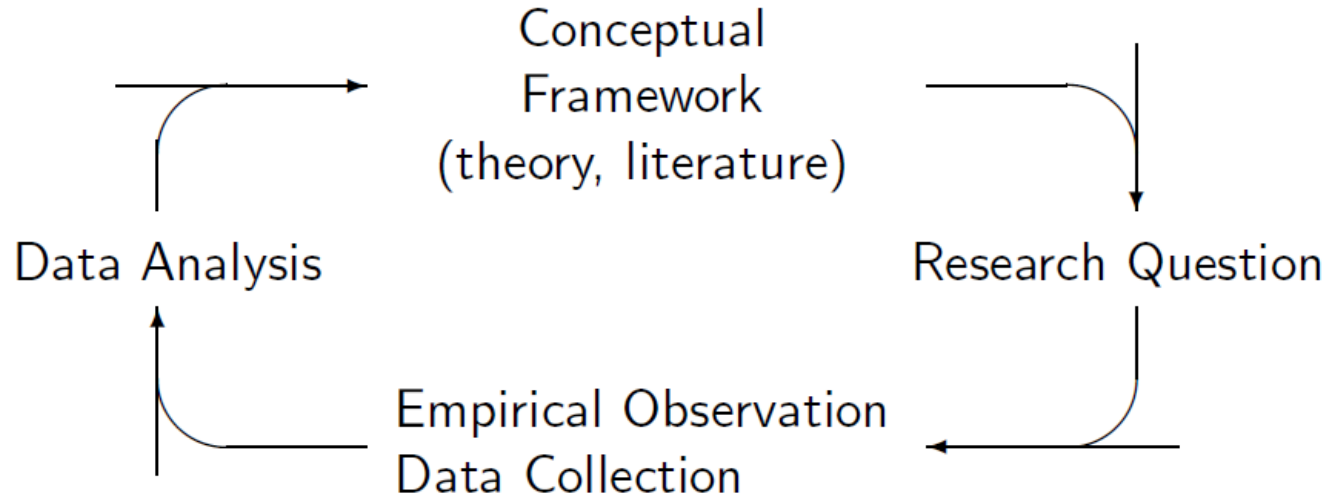 Conceptual
Framework
(theory, literature)
Data Analysis
Research Question
Empirical Observation
Data Collection